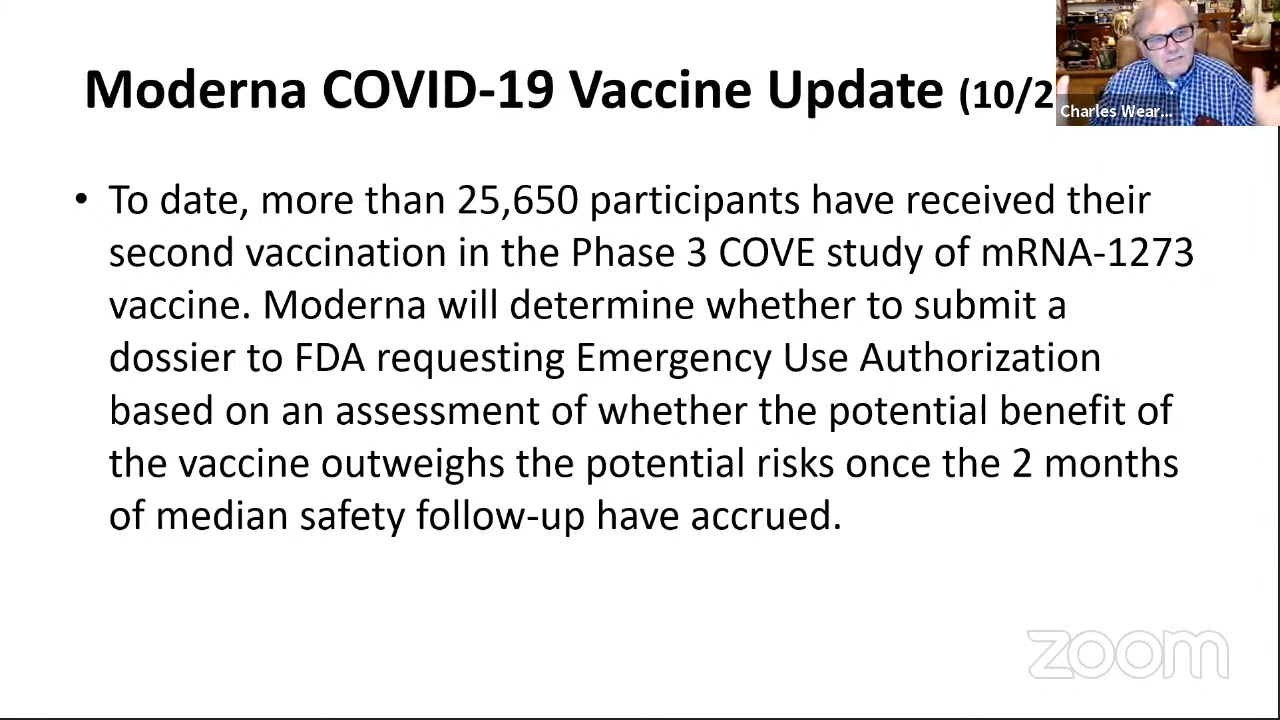 Moderna COVID-19 Vaccine Update (10/2
Charles Wear...
• To date, more than 25,650 participants have received their
second vaccination in the Phase 3 COVE study of mRNA-1273
vaccine. Moderna will determine whether to submit a
dossier to FDA requesting Emergency Use Authorization
based on an assessment of whether the potential benefit of
the vaccine outweighs the potential risks once the 2 months
of median safety follow-up have accrued.
zoom